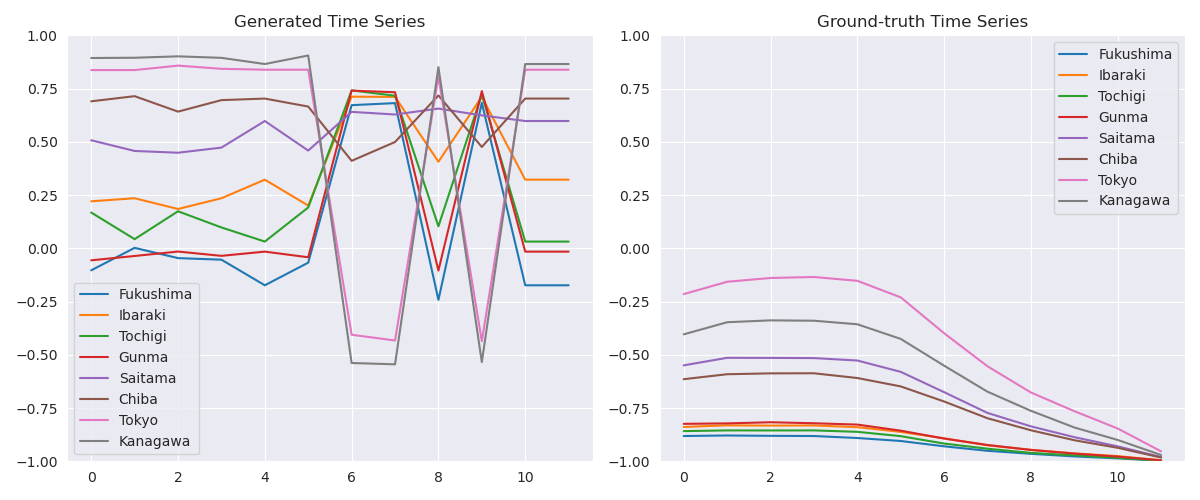 Generated Time Series
1.00
0.75
0.50
0.25
0.00
−0.25
−0.50
−0.75
−1.00
0 2 4 6 8 10
Fukushima
Ibaraki
Tochigi
Gunma
Saitama
Chiba
Tokyo
Kanagawa
Ground-truth Time Series
1.00
0.75
0.50
0.25
0.00
−0.25
−0.50
−0.75
−1.00
0 2 4 6 8 10
Fukushima
Ibaraki
Tochigi
Gunma
Saitama
Chiba
Tokyo
Kanagawa